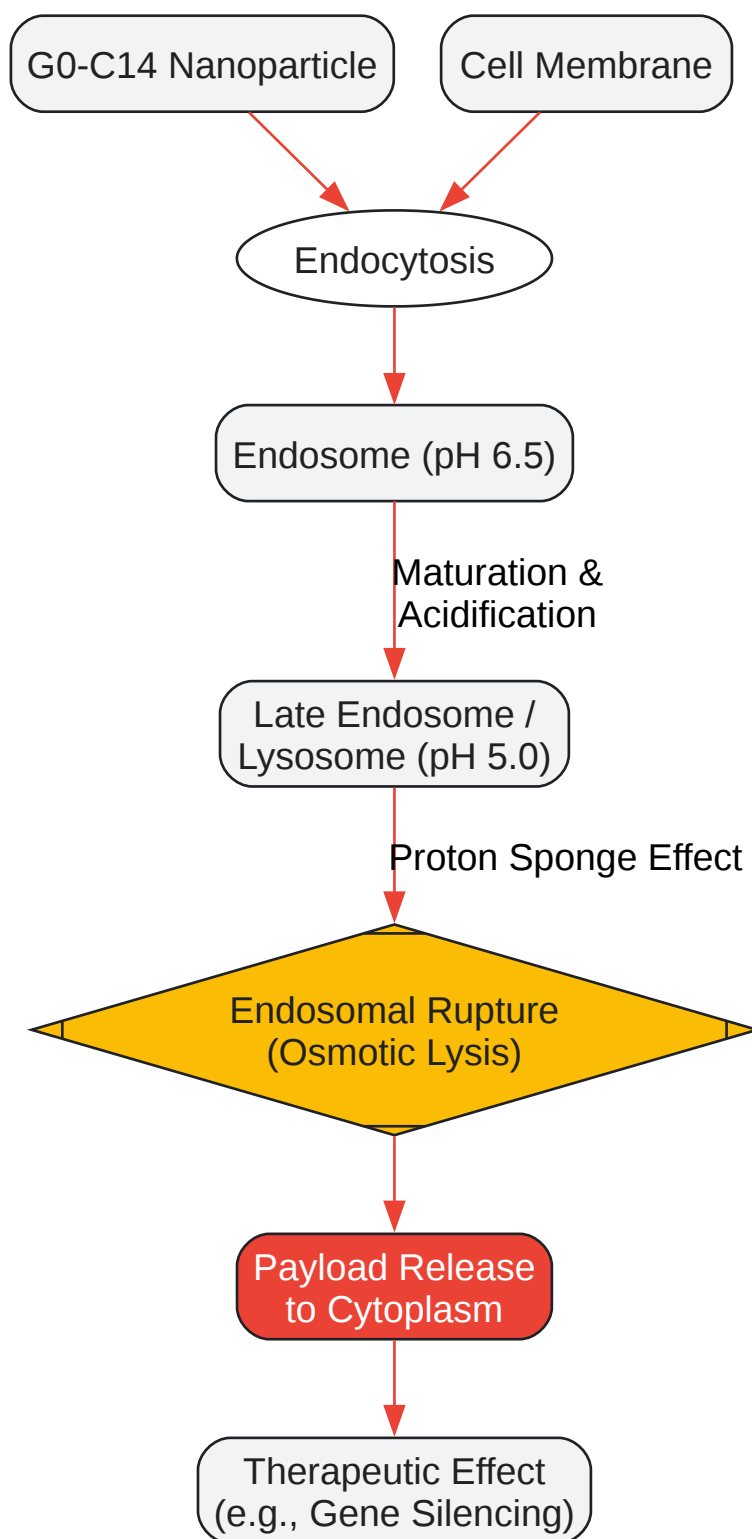 G0-C14 Nanoparticle
Cell Membrane
Endocytosis
Endosome (pH 6.5)
Maturation &
Acidification
Late Endosome /
Lysosome (pH 5.0)
Proton Sponge Effect
Endosomal Rupture
(Osmotic Lysis)
Payload Release
to Cytoplasm
Therapeutic Effect
(e.g., Gene Silencing)